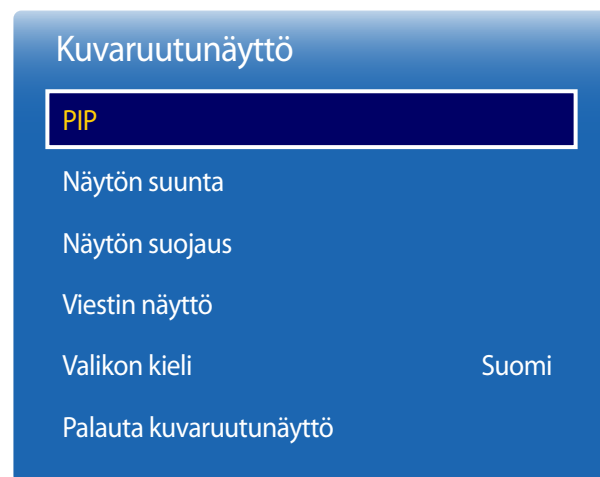 Kuvaruutunäyttö
PIP
Näytön suunta
Näytön suojaus
Viestin näyttö
Valikon kieli Suomi
Palauta kuvaruutunäyttö